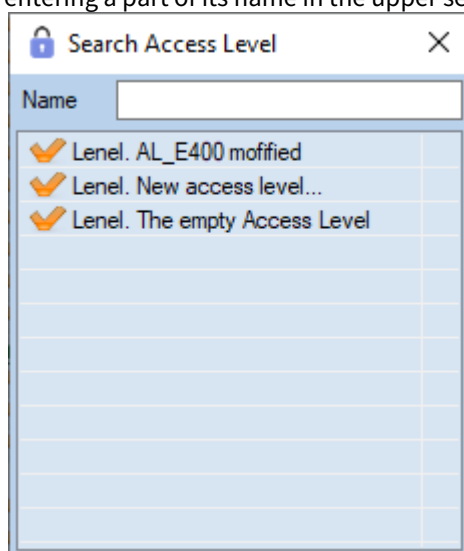 entering a part of its name in the upper se
Search Access Level
Name
Lenel. AL_E400 mofified
Lenel. New access level...
Lenel. The empty Access Level